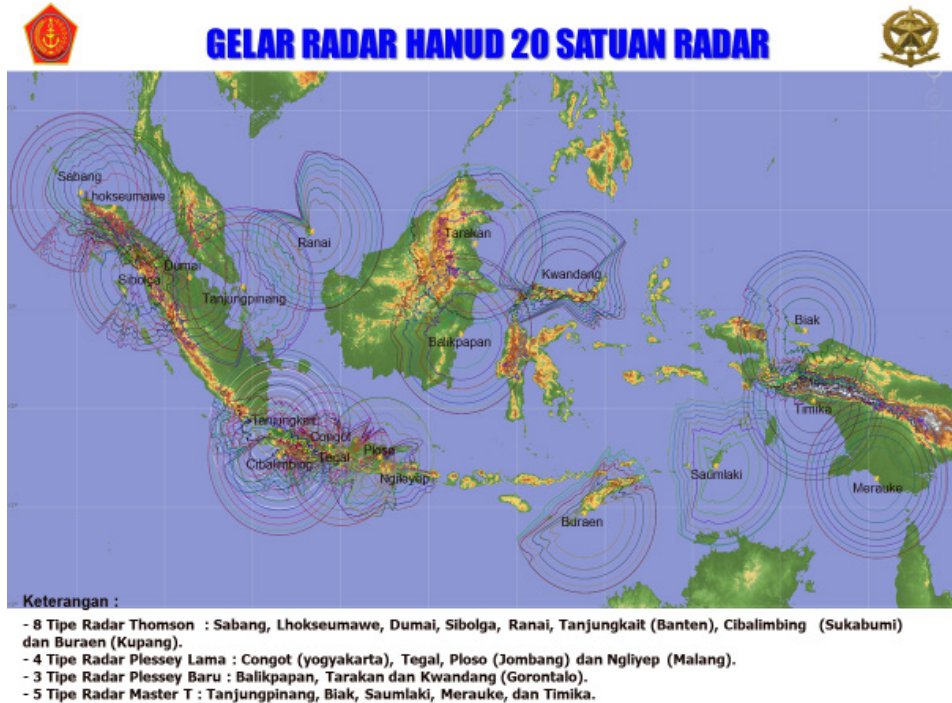 GELAR RADAR HANUD 20 SATUAN RADAR
Sabang
Lhokseumawe
Ranai
Tarakan
Sibolga
Dumai
Kwandang
Tanjungpinang
Biak
Balikpapan
Timika
Tanjungkait
Congot
Ploso
Cibalimbing
Tegal
Ngileyep
Saumlaki
Merauke
Buraen
Keterangan :
- 8 Tipe Radar Thomson : Sabang, Lhokseumawe, Dumai, Sibolga, Ranai, Tanjungkait (Banten), Cibalimbing (Sukabumi)
dan Buraen (Kupang).
- 4 Tipe Radar Plessey Lama : Congot (yogyakarta), Tegal, Ploso (Jombang) dan Ngliyep (Malang).
- 3 Tipe Radar Plessey Baru : Balikpapan, Tarakan dan Kwandang (Gorontalo).
- 5 Tipe Radar Master T : Tanjungpinang, Biak, Saumlaki, Merauke, dan Timika.